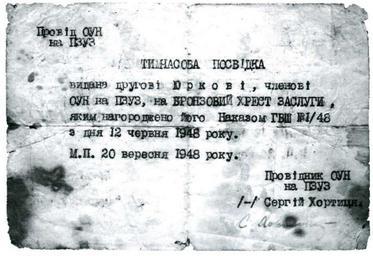 Провід ОУН
на ПЗУЗ
ТИМЧАСОВА ПОСВІДКА
видана другові Юркові, членові
ОУН на ПЗУЗ, на БРОНЗОВИЙ ХРЕСТ ЗАСЛУГИ,
яким нагороджено його Наказом ГВШ №1/48
з дня 12 червня 1948 року.
М.П. 20 вересня 1948 року.
Провідник ОУН
на ПЗУЗ
/-/ Сергій Хортиця.